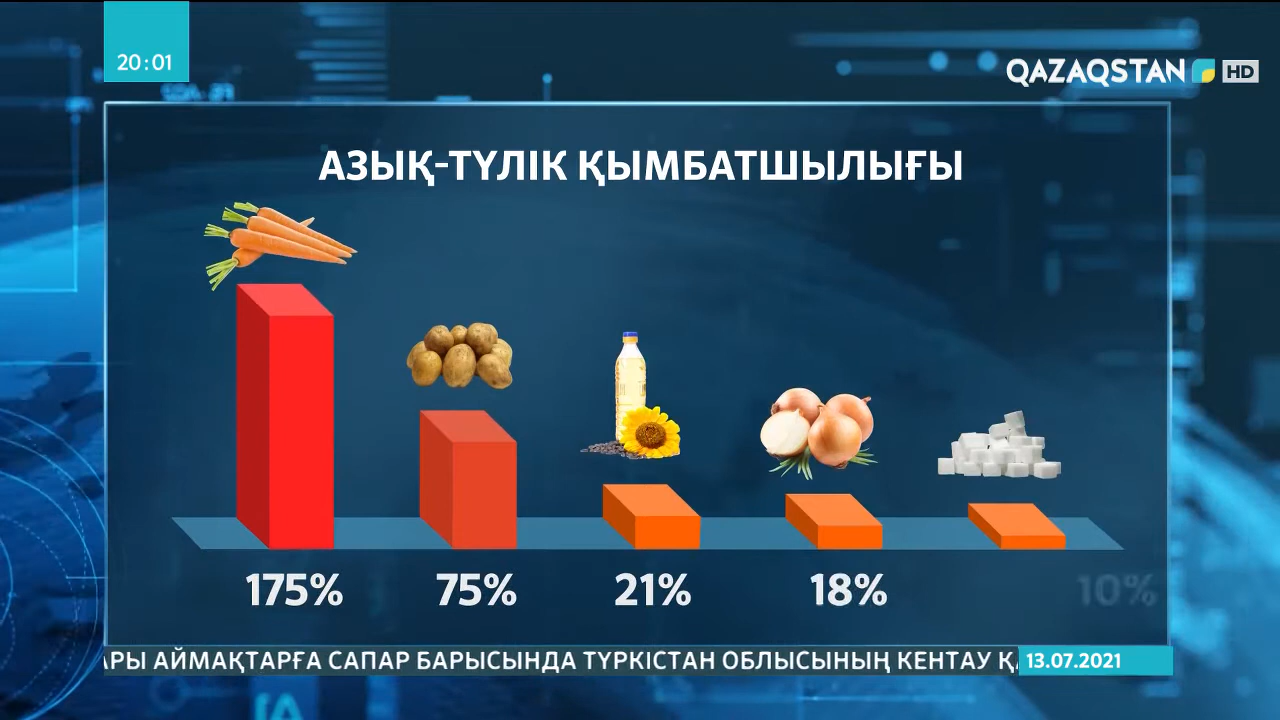 20:01
QAZAQSTAN HD
АЗЫҚ-ТҮЛІК ҚЫМБАТШЫЛЫҒЫ
175% 75% 21% 18% 10%
АЙМАҚТАРҒА САПАР БАРЫСЫНДА ТҮРКІСТАН ОБЛЫСЫНЫҢ КЕНТАУ
13.07.2021